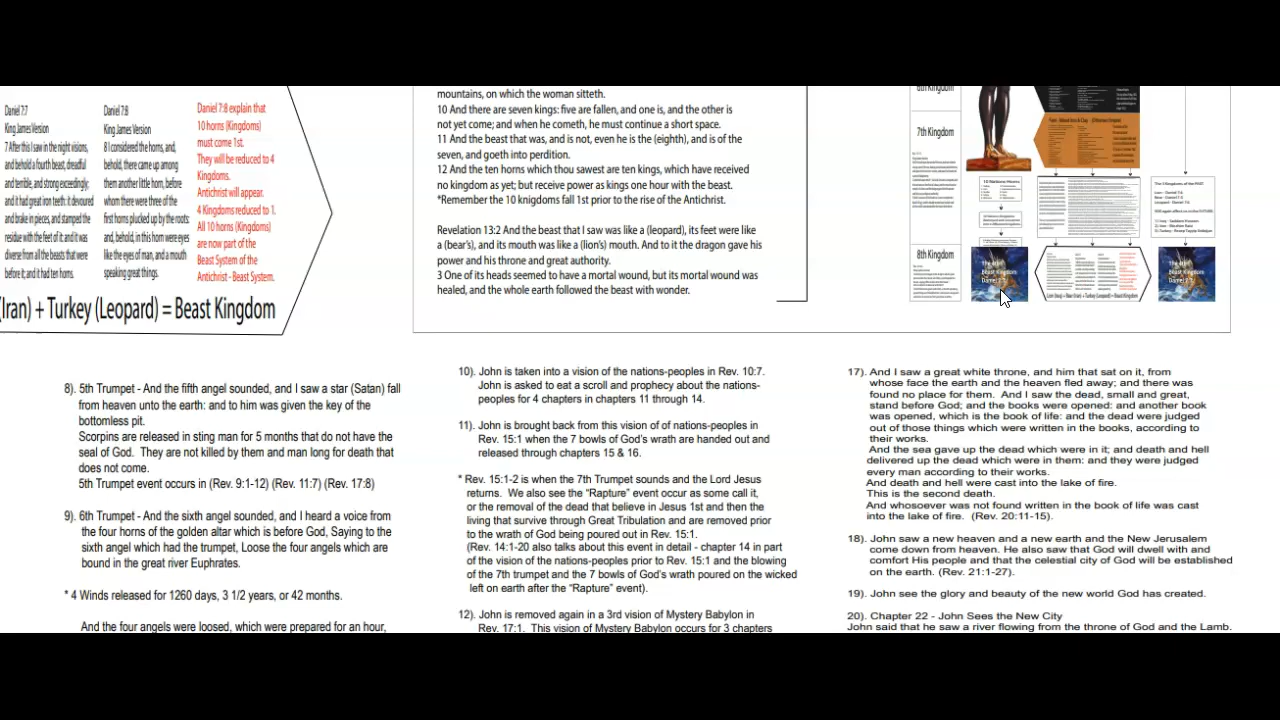 Daniel 7:7
King James Version
7 After this I saw in the night visions,
and behold a fourth beast, dreadful
and terrible, and strong exceedingly;
and it had great iron teeth: it devoured
and brake in pieces, and stamped the
residue with the feet of it: and it was
diverse from all the beasts that were
before it; and it had ten horns.
Daniel 7:8
King James Version
8 I considered the horns, and,
behold, there came up among
them another little horn, before
whom there were three of the
first horns plucked up by the roots:
and, behold, in this horn were eyes
like the eyes of man, and a mouth
speaking great things.
Daniel 7:8 explain that
10 horns (Kingdoms)
must come 1st.
They will be reduced to 4
Kingdoms.
Antichrist will appear.
4 Kingdoms reduced to 1.
All 10 horns (Kingdoms)
are now part of the
Beast System of the
Antichrist - Beast System.
(Iran) + Turkey (Leopard) = Beast Kingdom
mountains, on which the woman sitteth.
10 And there are seven kings: five are fallen, and one is, and the other is
not yet come; and when he cometh, he must continue a short space.
11 And the beast that was, and is not, even he is the (eighth), and is of the
seven, and goeth into perdition.
12 And the ten horns which thou sawest are ten kings, which have received
no kingdom as yet; but receive power as kings one hour with the beast.
*Remember the 10 knigdoms fall 1st prior to the rise of the Antichrist.
Revelation 13:2 And the beast that I saw was like a (leopard), its feet were like
a (bear's), and its mouth was like a (lion's) mouth. And to it the dragon gave his
power and his throne and great authority.
3 One of its heads seemed to have a mortal wound, but its mortal wound was
healed, and the whole earth followed the beast with wonder.
6th Kingdom
7th Kingdom
8th Kingdom
10 Nations-Horns
The 3 Kingdoms of the PAST
The 8th
Beast Kingdom
Daniel
Lion (Iraq) + Bear (Iran) + Turkey (Leopard) = Beast Kingdom
The 8th
Beast Kingdom
Daniel
8). 5th Trumpet - And the fifth angel sounded, and I saw a star (Satan) fall
from heaven unto the earth: and to him was given the key of the
bottomless pit.
Scorpins are released in sting man for 5 months that do not have the
seal of God. They are not killed by them and man long for death that
does not come.
5th Trumpet event occurs in (Rev. 9:1-12) (Rev. 11:7) (Rev. 17:8)
9). 6th Trumpet - And the sixth angel sounded, and I heard a voice from
the four horns of the golden altar which is before God, Saying to the
sixth angel which had the trumpet, Loose the four angels which are
bound in the great river Euphrates.
* 4 Winds released for 1260 days, 3 1/2 years, or 42 months.
And the four angels were loosed, which were prepared for an hour,
10). John is taken into a vision of the nations-peoples in Rev. 10:7.
John is asked to eat a scroll and prophecy about the nations-
peoples for 4 chapters in chapters 11 through 14.
11). John is brought back from this vision of of nations-peoples in
Rev. 15:1 when the 7 bowls of God's wrath are handed out and
released through chapters 15 & 16.
* Rev. 15:1-2 is when the 7th Trumpet sounds and the Lord Jesus
returns. We also see the "Rapture" event occur as some call it,
or the removal of the dead that believe in Jesus 1st and then the
living that survive through Great Tribulation and are removed prior
to the wrath of God being poured out in Rev. 15:1.
(Rev. 14:1-20 also talks about this event in detail - chapter 14 in part
of the vision of the nations-peoples prior to Rev. 15:1 and the blowing
of the 7th trumpet and the 7 bowls of God's wrath poured on the wicked
left on earth after the "Rapture" event).
12). John is removed again in a 3rd vision of Mystery Babylon in
Rev. 17:1. This vision of Mystery Babylon occurs for 3 chapters
17). And I saw a great white throne, and him that sat on it, from
whose face the earth and the heaven fled away; and there was
found no place for them. And I saw the dead, small and great,
stand before God; and the books were opened: and another book
was opened, which is the book of life: and the dead were judged
out of those things which were written in the books, according to
their works.
And the sea gave up the dead which were in it; and death and hell
delivered up the dead which were in them: and they were judged
every man according to their works.
And death and hell were cast into the lake of fire.
This is the second death.
And whosoever was not found written in the book of life was cast
into the lake of fire. (Rev. 20:11-15).
18). John saw a new heaven and a new earth and the New Jerusalem
come down from heaven. He also saw that God will dwell with and
comfort His people and that the celestial city of God will be established
on the earth. (Rev. 21:1-27).
19). John see the glory and beauty of the new world God has created.
20). Chapter 22 - John Sees the New City
John said that he saw a river flowing from the throne of God and the Lamb.